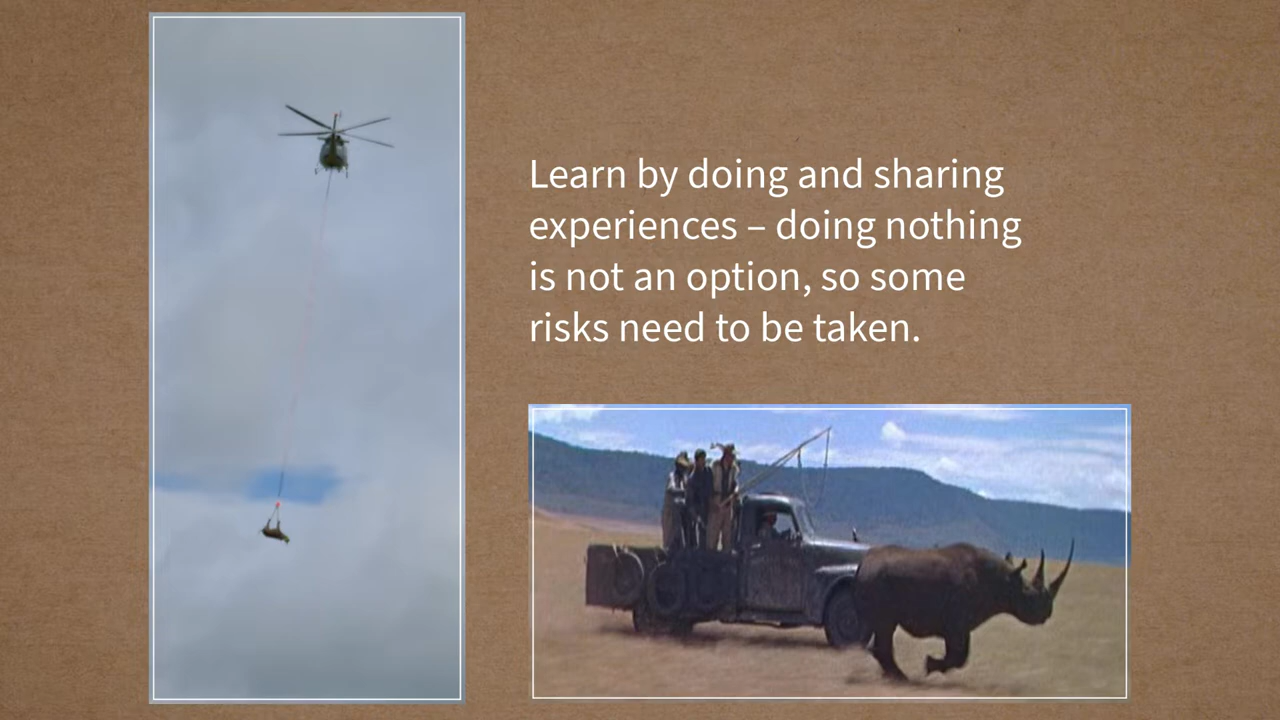 Learn by doing and sharing
experiences – doing nothing
is not an option, so some
risks need to be taken.